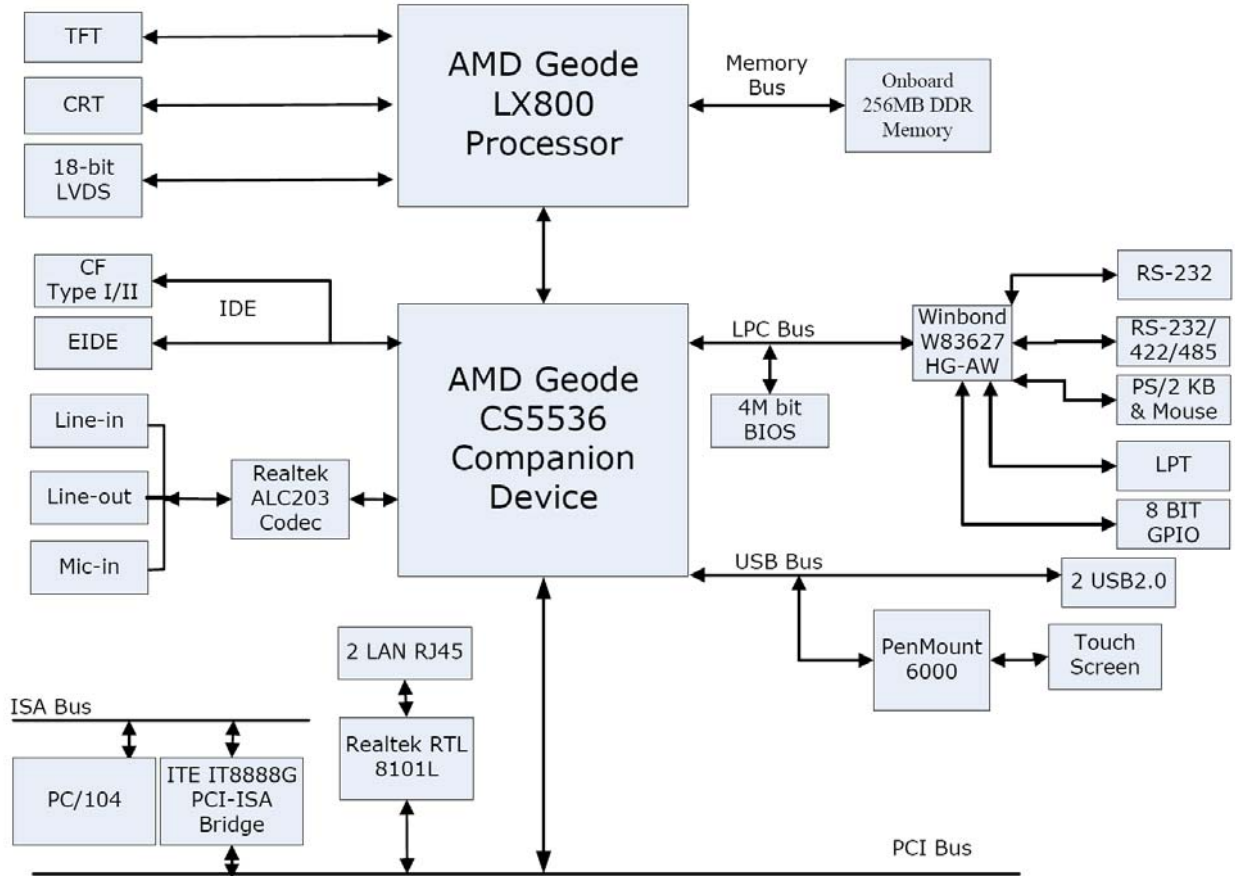 TFT
CRT
18-bit
LVDS
AMD Geode
LX800
Processor
Memory
Bus
Onboard
256MB DDR
Memory
CF
Type I/II
IDE
EIDE
AMD Geode
CS5536
Companion
Device
LPC Bus
4M bit
BIOS
Winbond
W83627
HG-AW
RS-232
RS-232/
422/485
PS/2 KB
& Mouse
LPT
8 BIT
GPIO
Line-in
Line-out
Mic-in
Realtek
ALC203
Codec
USB Bus
2 USB2.0
PenMount
6000
Touch
Screen
2 LAN RJ45
Realtek RTL
8101L
ISA Bus
PC/104
ITE IT8888G
PCI-ISA
Bridge
PCI Bus